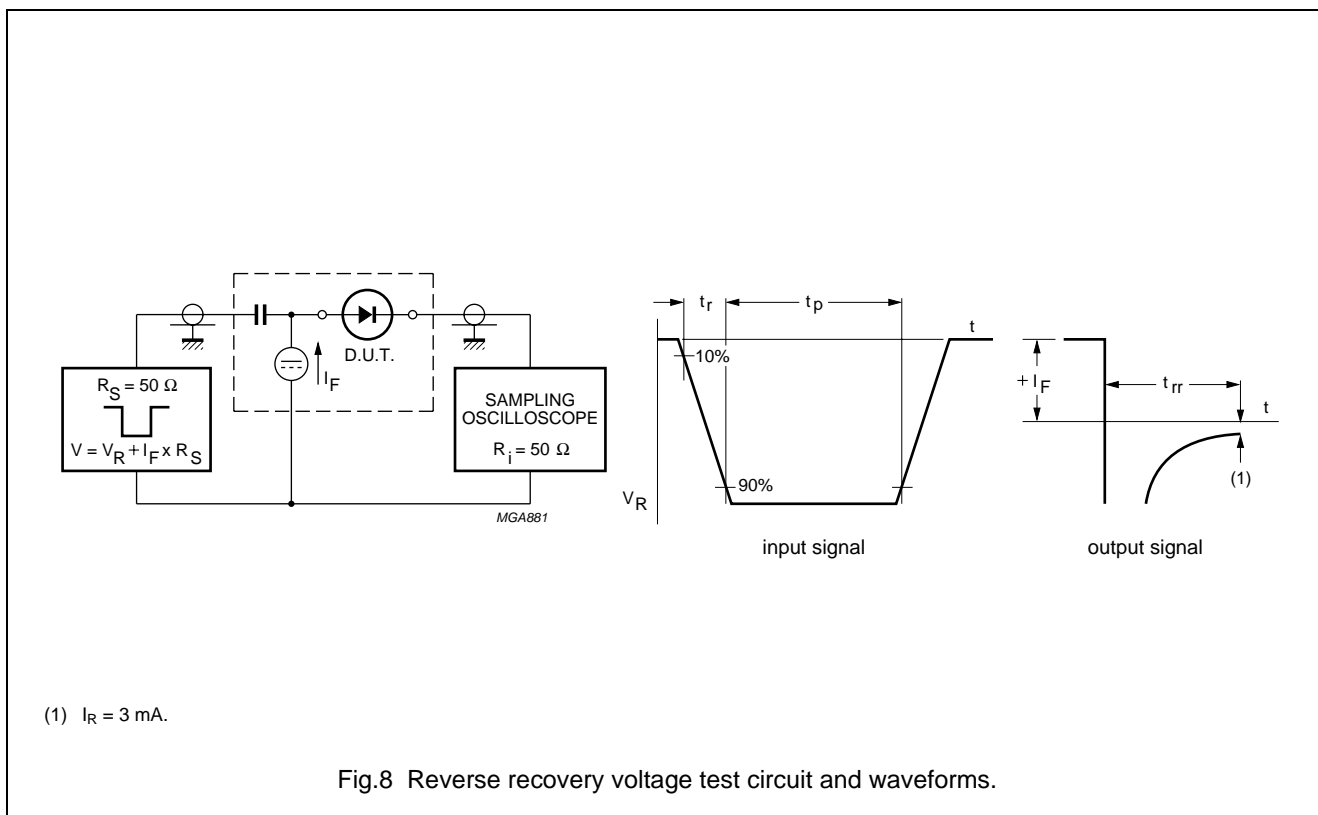 R_S = 50 Ω
V = V_R + I_F x R_S
I_F
D.U.T.
SAMPLING
OSCILLOSCOPE
R_i = 50 Ω
MGA881
t_r
t_p
t
10%
90%
V_R
input signal
+ I_F
t_rr
t
(1)
output signal
(1) I_R = 3 mA.
Fig.8 Reverse recovery voltage test circuit and waveforms.